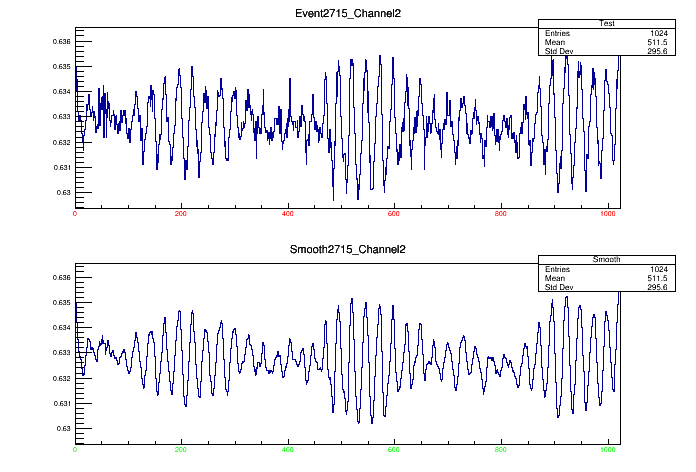 Event2715_Channel2
Test
Entries 1024
Mean 511.5
Std Dev 295.6
0.636
0.635
0.634
0.633
0.632
0.631
0.63
0 200 400 600 800 1000
Smooth2715_Channel2
Smooth
Entries 1024
Mean 511.5
Std Dev 295.6
0.636
0.635
0.634
0.633
0.632
0.631
0.63
0 200 400 600 800 1000